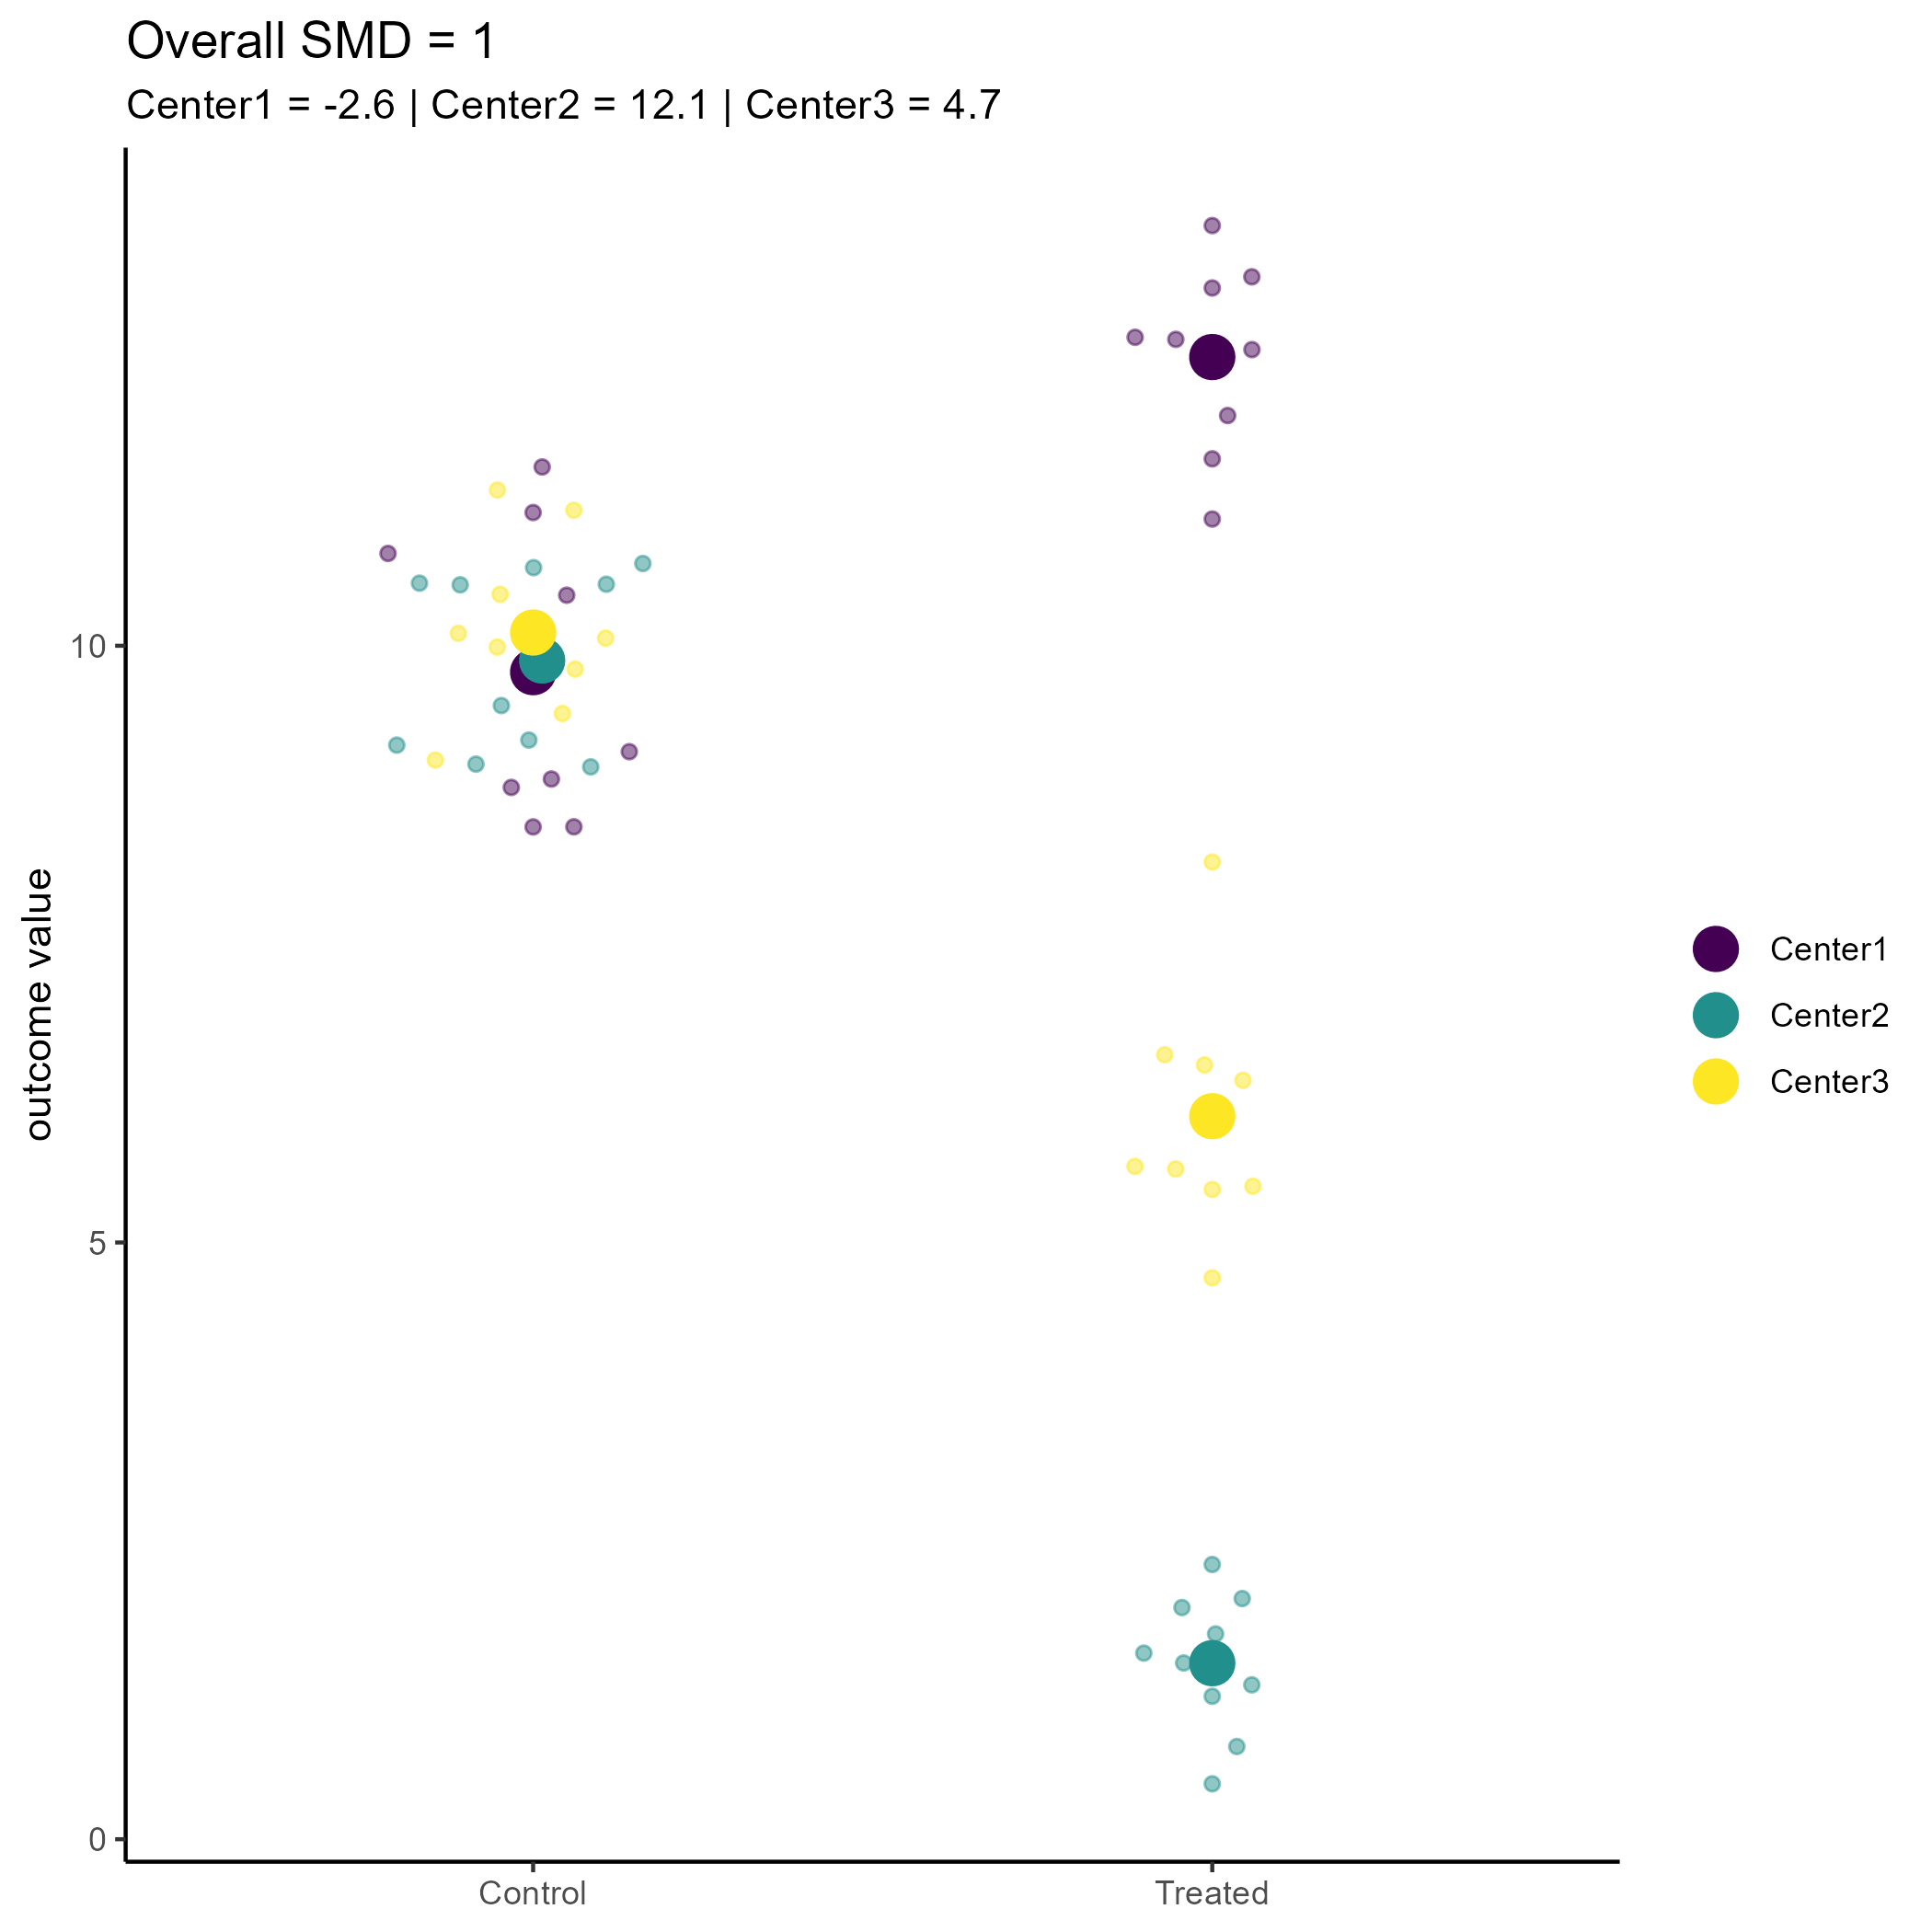 Overall SMD = 1
Center1 = -2.6 | Center2 = 12.1 | Center3 = 4.7
outcome value
10
5
0
Control
Treated
Center1
Center2
Center3